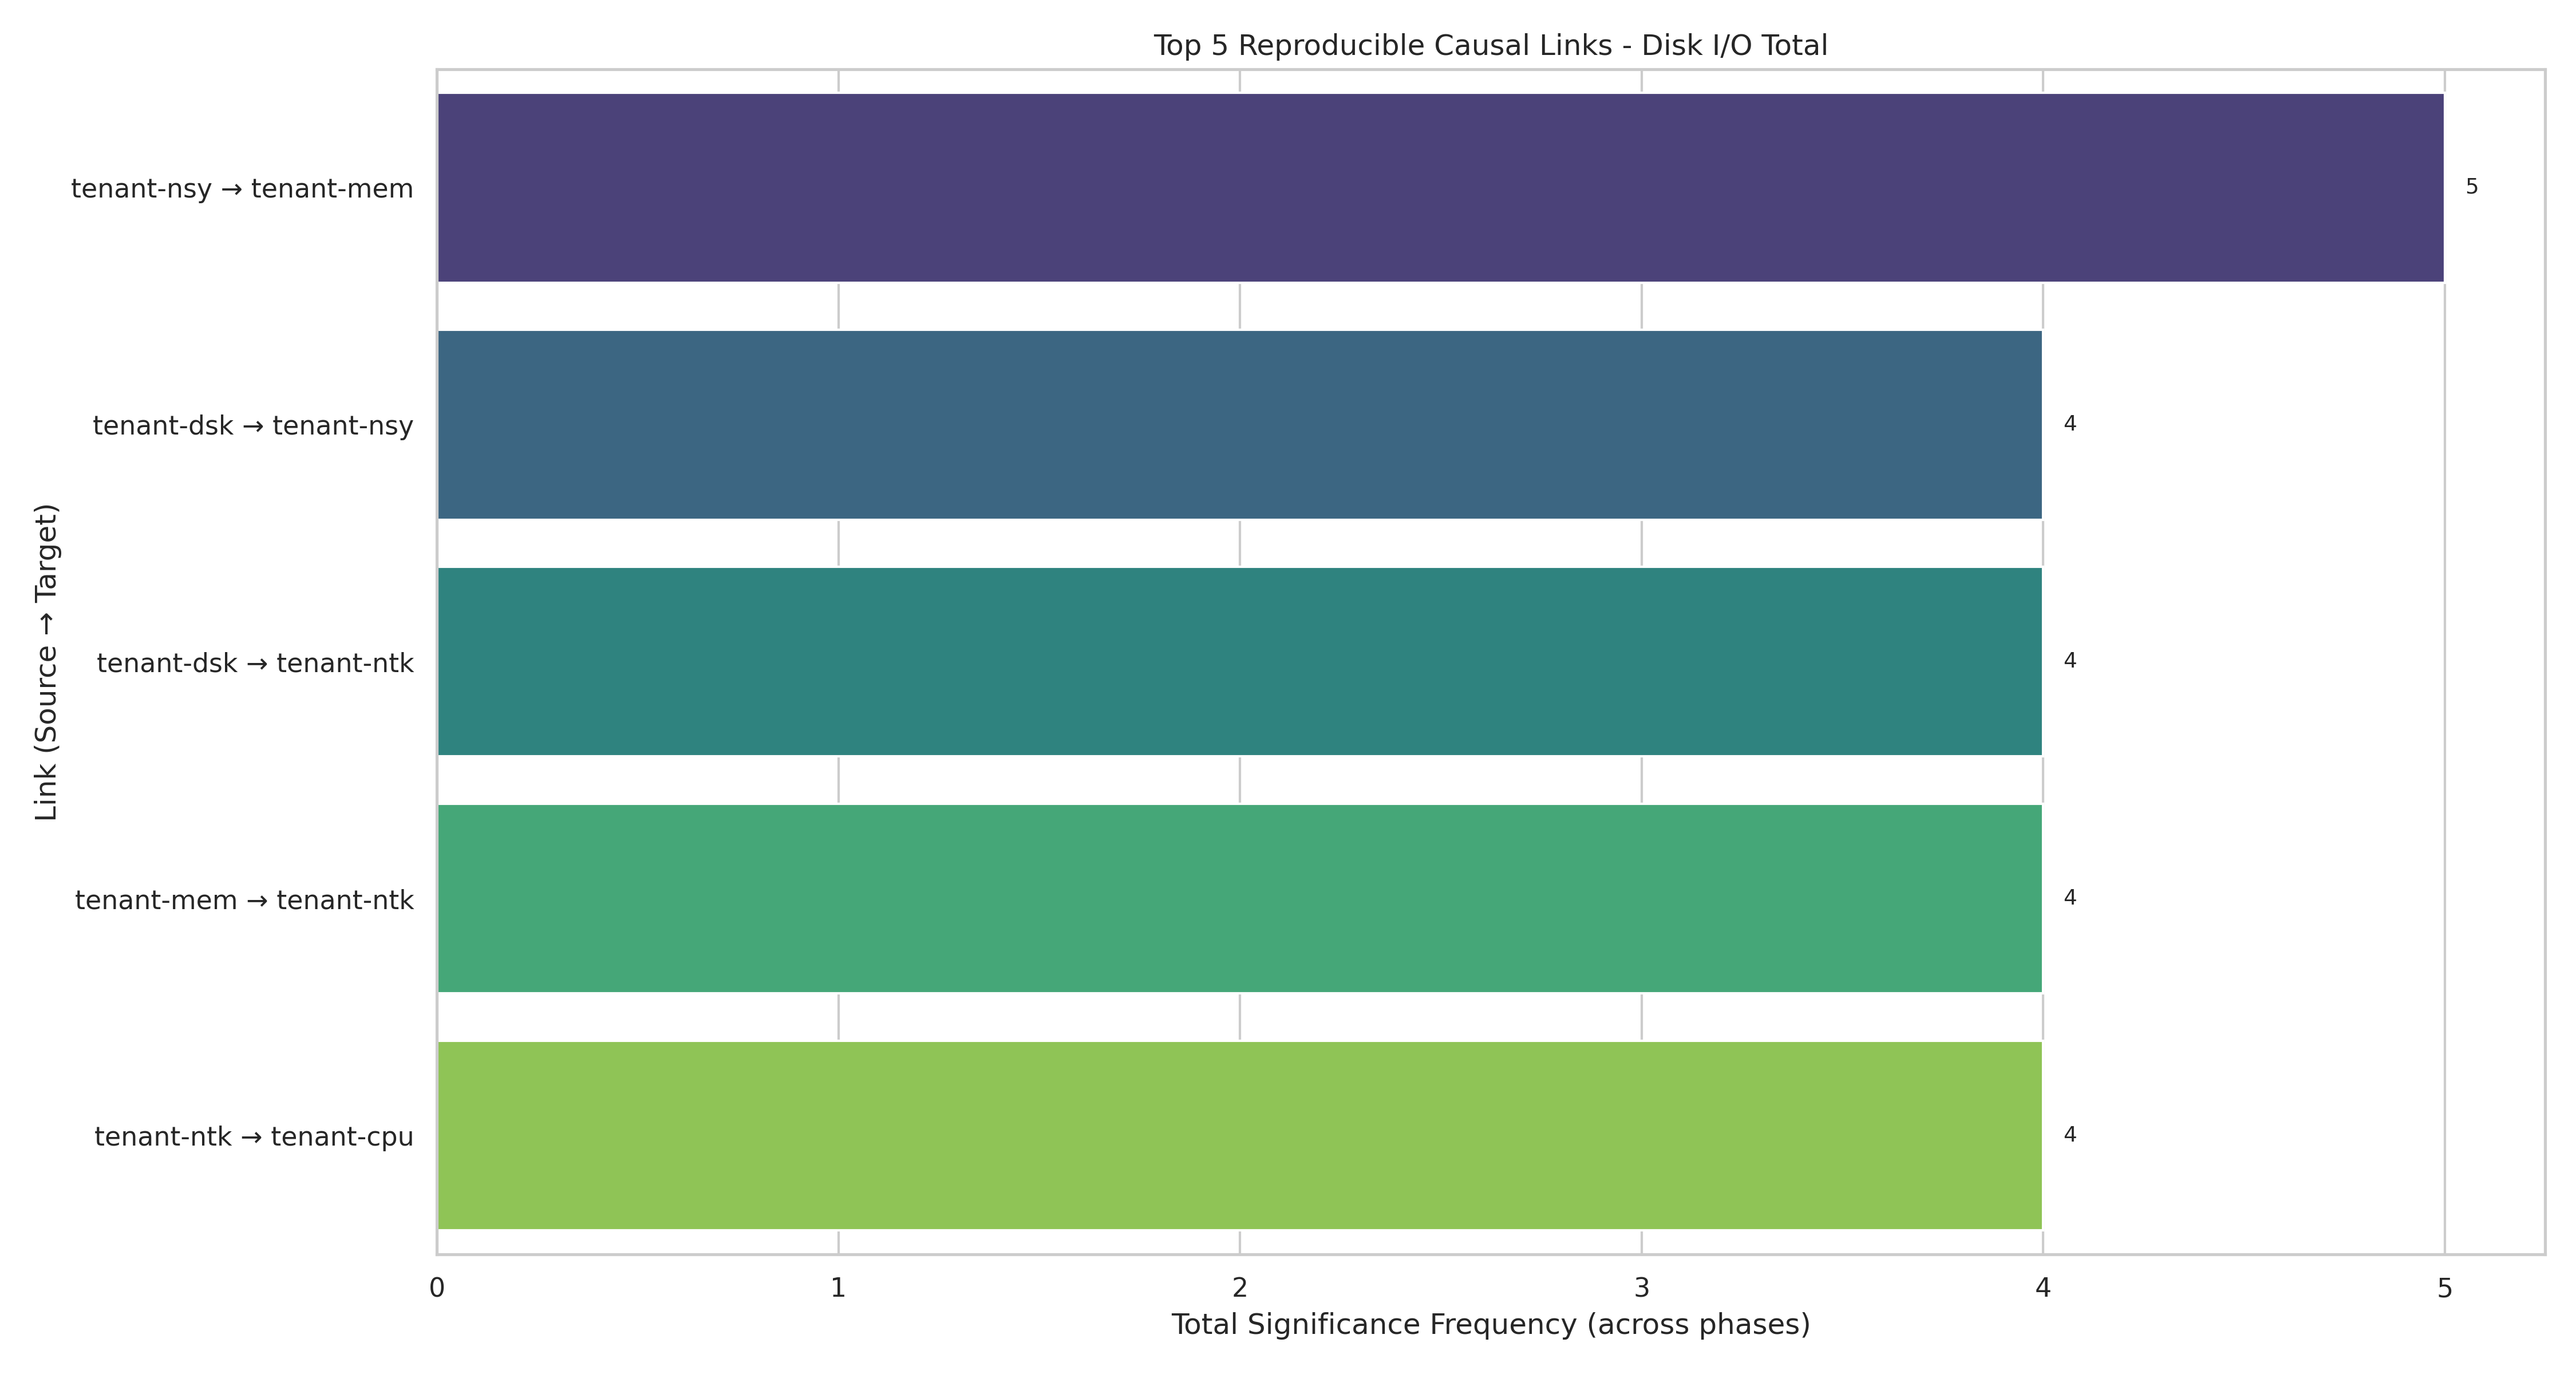 Top 5 Reproducible Causal Links - Disk I/O Total
Link (Source → Target)
tenant-nsy → tenant-mem
5
tenant-dsk → tenant-nsy
4
tenant-dsk → tenant-ntk
4
tenant-mem → tenant-ntk
4
tenant-ntk → tenant-cpu
4
0 1 2 3 4 5
Total Significance Frequency (across phases)